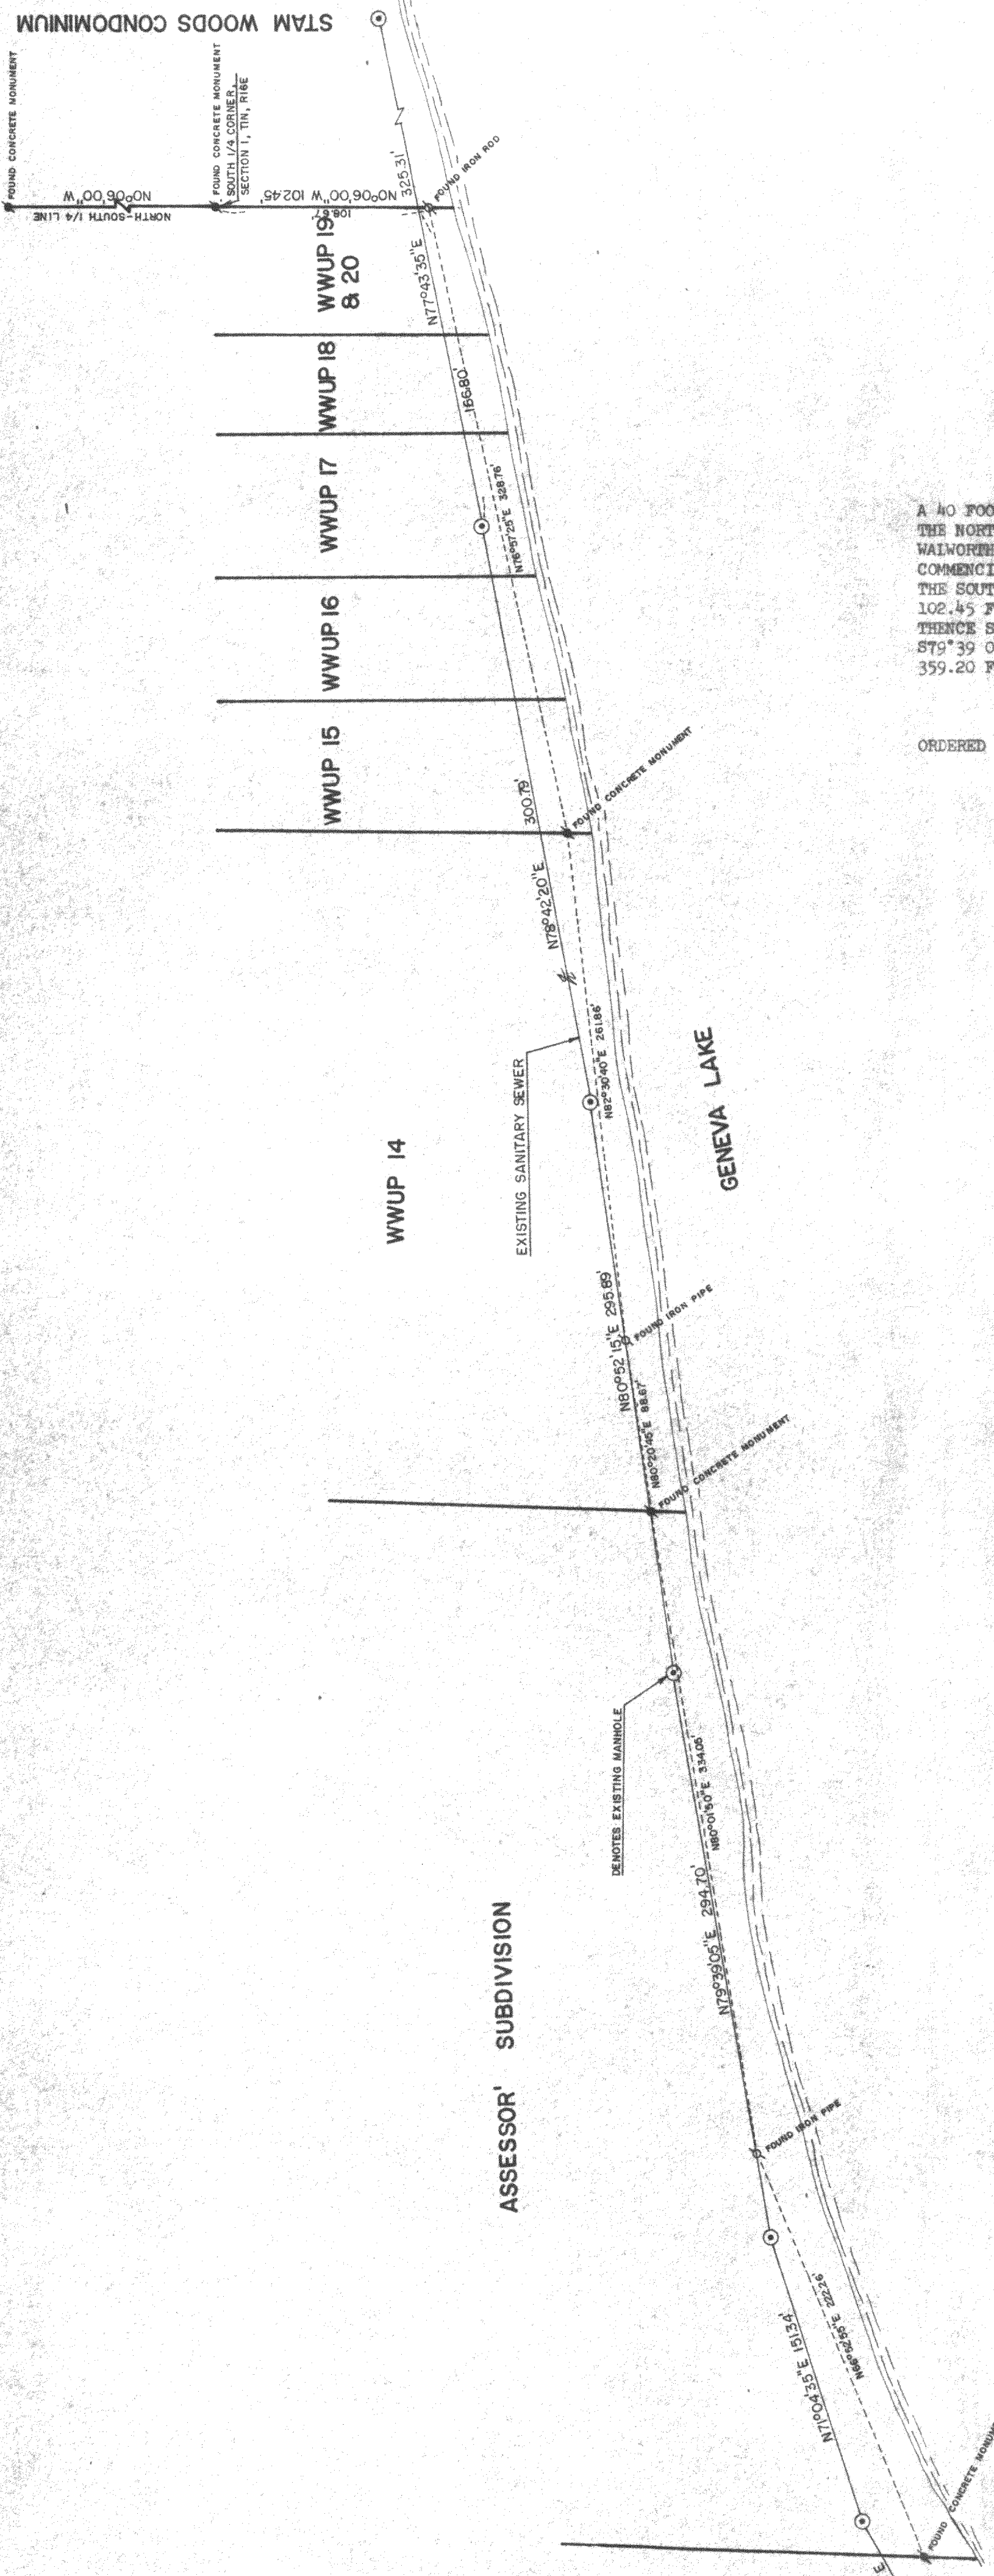 STAM WOODS CONDOMINIUM
FOUND CONCRETE MONUMENT
N0°06'00"W
NORTH-SOUTH 1/4 LINE
FOUND CONCRETE MONUMENT
SOUTH 1/4 CORNER,
SECTION 1, T1N, R16E
N0°06'00"W 102.45'
108.67'
325.31'
FOUND IRON ROD
N77°43'35"E
WWUP 19
& 20
WWUP 18
166.80'
WWUP 17
N76°57'25"E 328.76'
WWUP 16
WWUP 15
300.79'
FOUND CONCRETE MONUMENT
N78°42'20"E
A 40 FOO
THE NORT
WALWORTH
COMMENCI
THE SOUT
102.45 F
THENCE S
S79°39 0
359.20 F
ORDERED
WWUP 14
EXISTING SANITARY SEWER
N82°30'40"E 261.86'
GENEVA LAKE
N80°52'15"E 295.89'
FOUND IRON PIPE
N80°20'45"E 88.67'
FOUND CONCRETE MONUMENT
DENOTES EXISTING MANHOLE
N80°01'50"E 334.06'
N79°39'05"E 294.70'
ASSESSOR' SUBDIVISION
FOUND IRON PIPE
N71°04'35"E 151.34'
N66°52'55"E 222.26'
FOUND CONCRETE MONUM
E